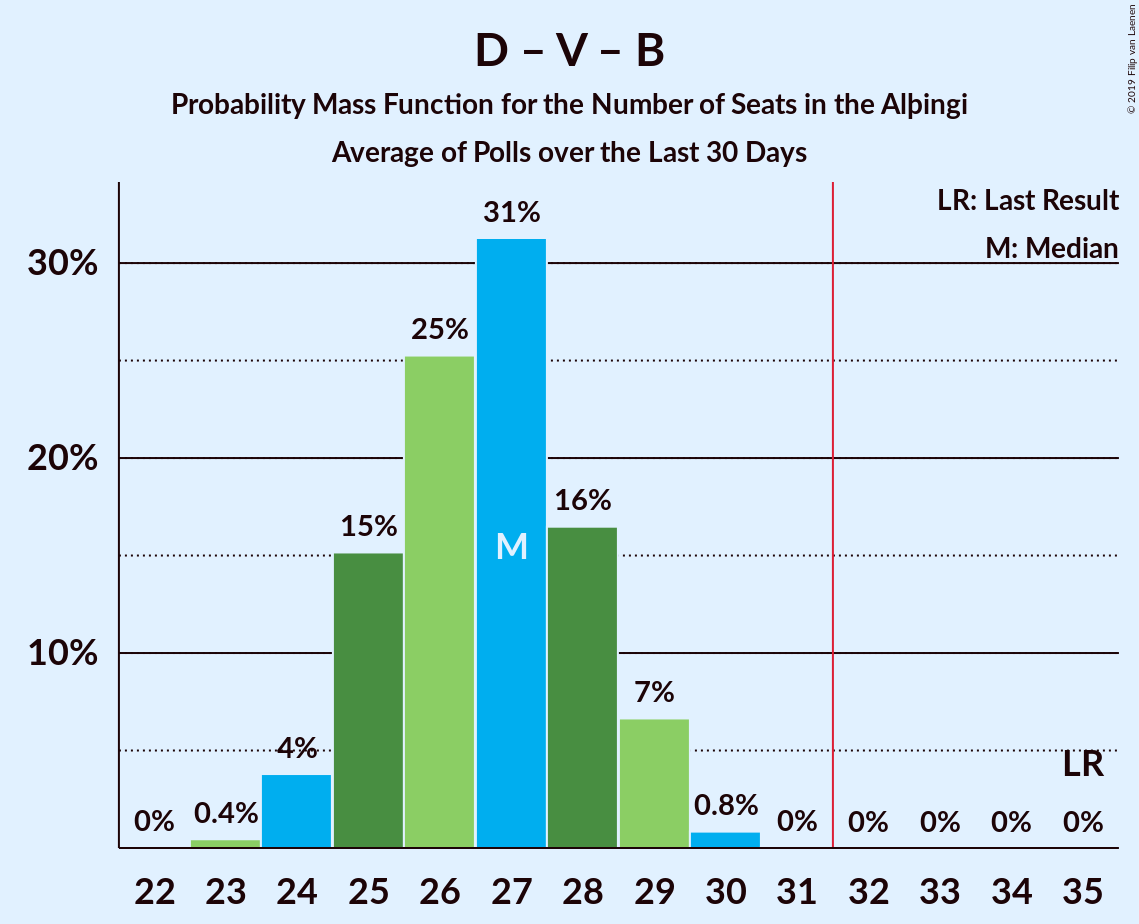 D – V – B
Probability Mass Function for the Number of Seats in the Alþingi
Average of Polls over the Last 30 Days
© 2019 Filip van Laenen
LR: Last Result
M: Median
30%
20%
10%
0%
0.4%
4%
15%
25%
31%
16%
7%
0.8%
0%
0%
0%
0%
0%
M
LR
22 23 24 25 26 27 28 29 30 31 32 33 34 35